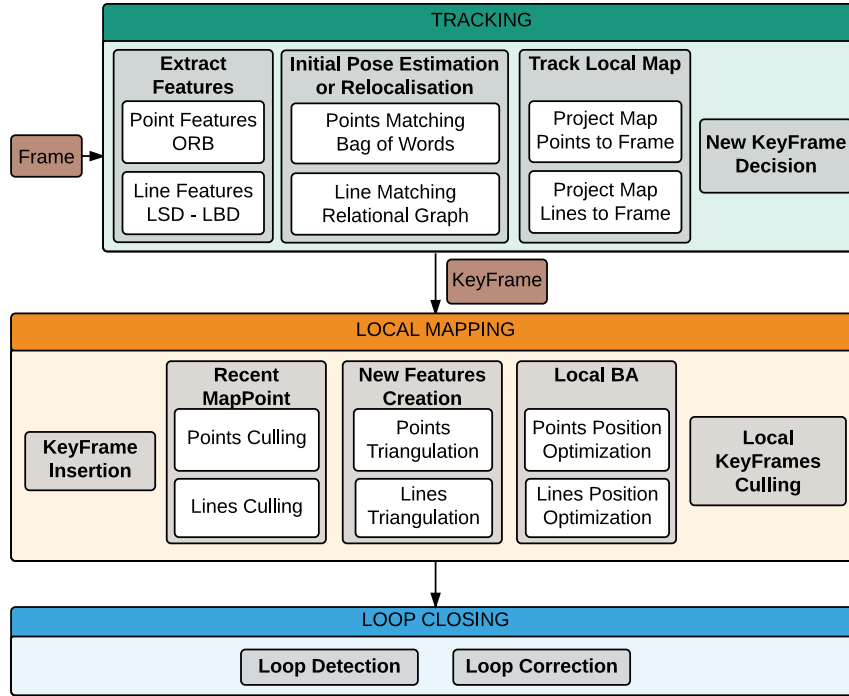 TRACKING
Frame
Extract
Features
Point Features
ORB
Line Features
LSD - LBD
Initial Pose Estimation
or Relocalisation
Points Matching
Bag of Words
Line Matching
Relational Graph
Track Local Map
Project Map
Points to Frame
Project Map
Lines to Frame
New KeyFrame
Decision
KeyFrame
LOCAL MAPPING
KeyFrame
Insertion
Recent
MapPoint
Points Culling
Lines Culling
New Features
Creation
Points
Triangulation
Lines
Triangulation
Local BA
Points Position
Optimization
Lines Position
Optimization
Local
KeyFrames
Culling
LOOP CLOSING
Loop Detection
Loop Correction